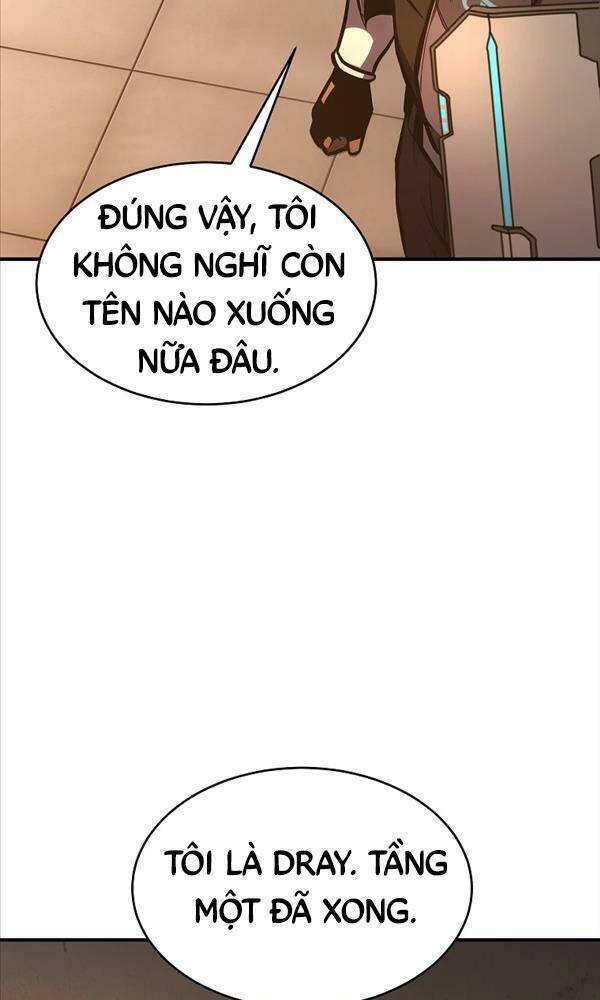 ĐÚNG VẬY, TÔI
KHÔNG NGHĨ CÒN
TÊN NÀO XUỐNG
NỮA ĐÂU.
TÔI LÀ DRAY. TẦNG
MỘT ĐÃ XONG.